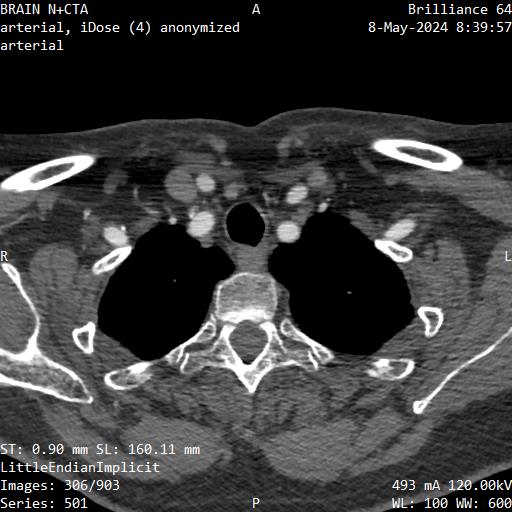 BRAIN N+CTA
arterial, iDose (4) anonymized
arterial
A
Brilliance 64
8-May-2024 8:39:57
R
L
ST: 0.90 mm SL: 160.11 mm
LittleEndianImplicit
Images: 306/903
Series: 501
P
493 mA 120.00kV
WL: 100 WW: 600